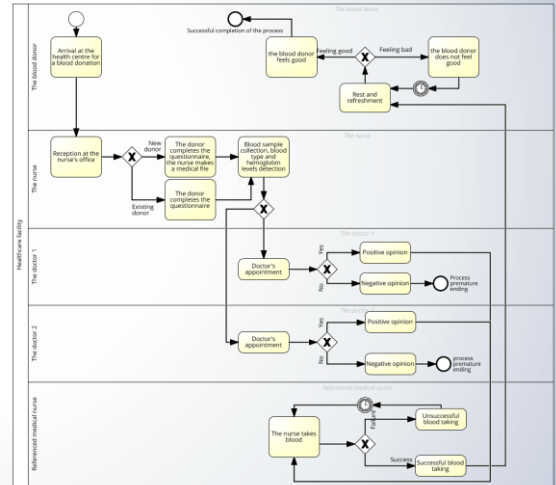 Healthcare facility
The blood donor
The blood donor
Arrival at the
health centre for
a blood donation
Successful completion of the process
the blood donor
feels good
Feeling good
Feeling bad
the blood donor
does not feel
good
Rest and
refreshment
The nurse
The nurse
Reception at the
nurse's office
New
donor
Existing
donor
The donor
completes the
questionnaire,
the nurse makes
a medical file
The donor
completes the
questionnaire
Blood sample
collection, blood
type and
hemoglobin
levels detection
The doctor 1
The doctor 1
Doctor's
appointment
Yes
No
Positive opinion
Negative opinion
Process
premature
ending
The doctor 2
Doctor's
appointment
Yes
No
Positive opinion
Negative opinion
process
premature
ending
Referenced medical nurse
Referenced medical nurse
The nurse takes
blood
Failure
Success
Unsuccessful
blood taking
Successful blood
taking